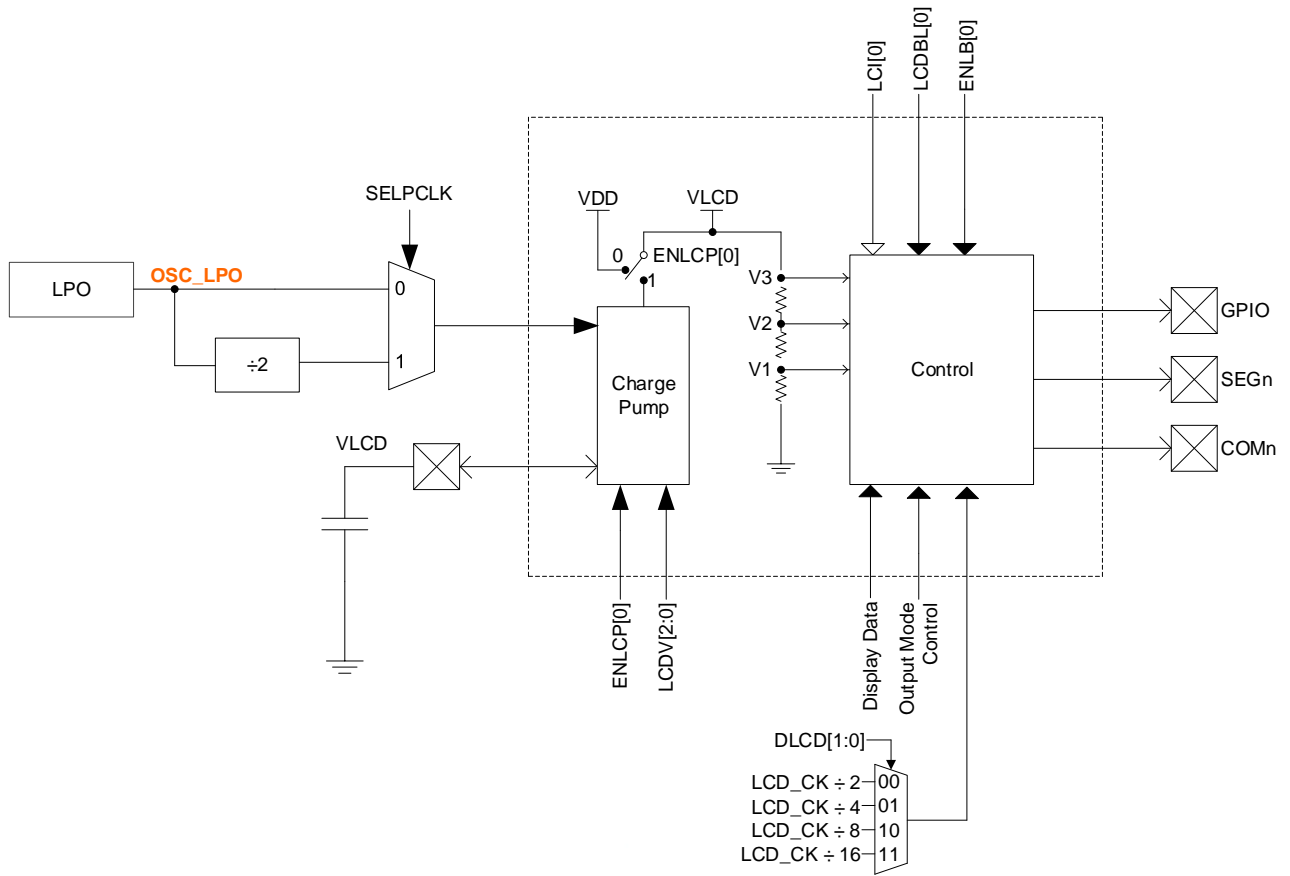 LCI[0]
LCDBL[0]
ENLB[0]
SELPCLK
VDD
VLCD
0
ENLCP[0]
1
OSC_LPO
LPO
0
÷2
1
V3
V2
V1
Charge
Pump
Control
GPIO
SEGn
COMn
VLCD
ENLCP[0]
LCDV[2:0]
Display Data
Output Mode
Control
DLCD[1:0]
LCD_CK ÷ 2 00
LCD_CK ÷ 4 01
LCD_CK ÷ 8 10
LCD_CK ÷ 16 11